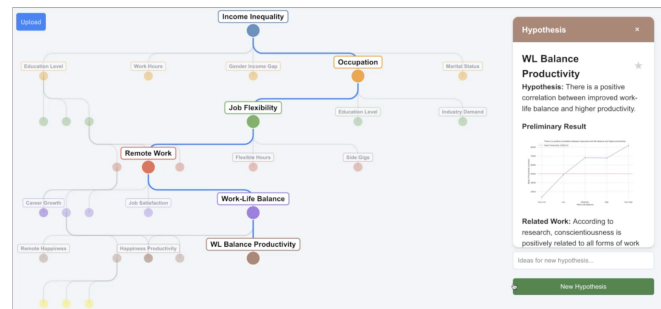 Income Inequality
Upload
Education Level
Work Hours
Gender Income Gap
Occupation
Marital Status
Job Flexibility
Education Level
Industry Demand
Remote Work
Flexible Hours
Side Gigs
Career Growth
Job Satisfaction
Work-Life Balance
Remote Happiness
Happiness Productivity
WL Balance Productivity
Hypothesis
×
WL Balance
Productivity
Hypothesis: There is a positive
correlation between improved work-
life balance and higher productivity.
Preliminary Result
Related Work: According to
research, conscientiousness is
positively related to all forms of work
Ideas for new hypothesis...
New Hypothesis